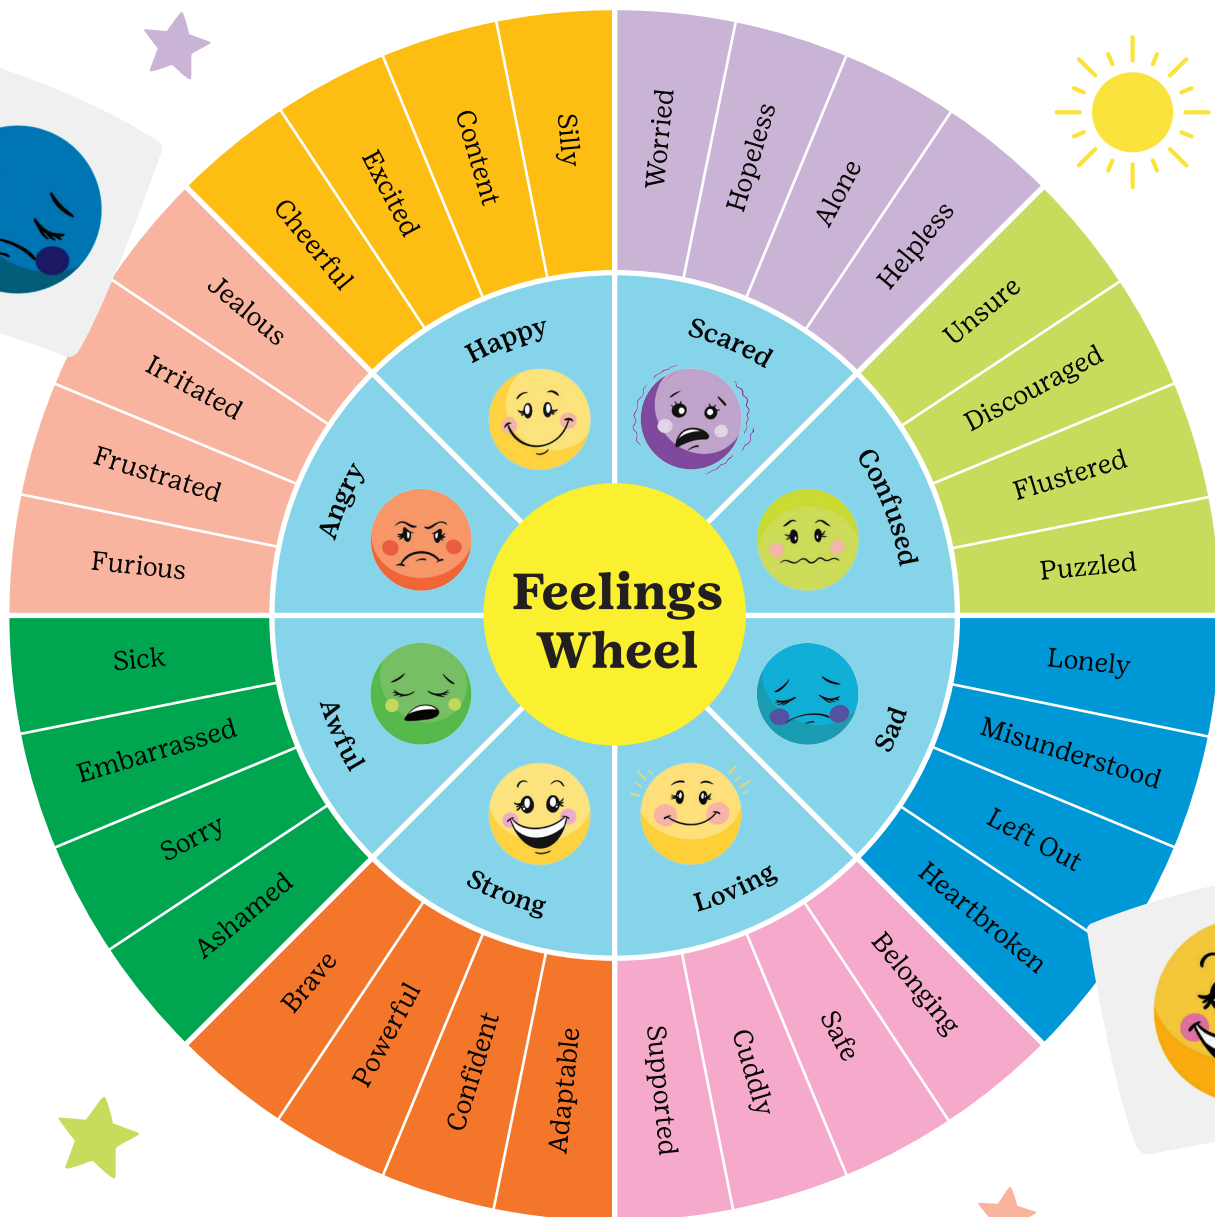 Feelings
Wheel
Happy
Scared
Confused
Sad
Loving
Strong
Awful
Angry
Cheerful
Excited
Content
Silly
Worried
Hopeless
Alone
Helpless
Unsure
Discouraged
Flustered
Puzzled
Lonely
Misunderstood
Left Out
Heartbroken
Belonging
Safe
Cuddly
Supported
Adaptable
Confident
Powerful
Brave
Ashamed
Sorry
Embarrassed
Sick
Furious
Frustrated
Irritated
Jealous